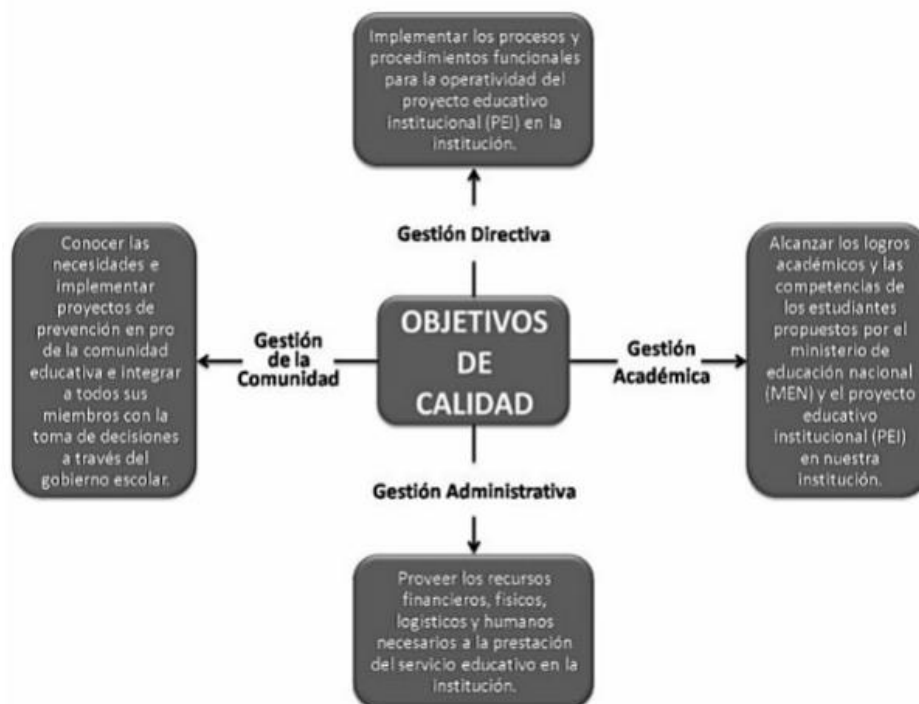 Implementar los procesos y
procedimientos funcionales
para la operatividad del
proyecto educativo
institucional (PEI) en la
institución.
Gestión Directiva
Conocer las
necesidades e
implementar
proyectos de
prevención en pro
de la comunidad
educativa e integrar
a todos sus
miembros con la
toma de decisiones
a través del
gobierno escolar.
Gestión
de la
Comunidad
OBJETIVOS
DE
CALIDAD
Gestión
Académica
Alcanzar los logros
académicos y las
competencias de
los estudiantes
propuestos por el
ministerio de
educación nacional
(MEN) y el proyecto
educativo
institucional (PEI)
en nuestra
institución.
Gestión Administrativa
Proveer los recursos
financieros, físicos,
logísticos y humanos
necesarios a la prestación
del servicio educativo en la
institución.